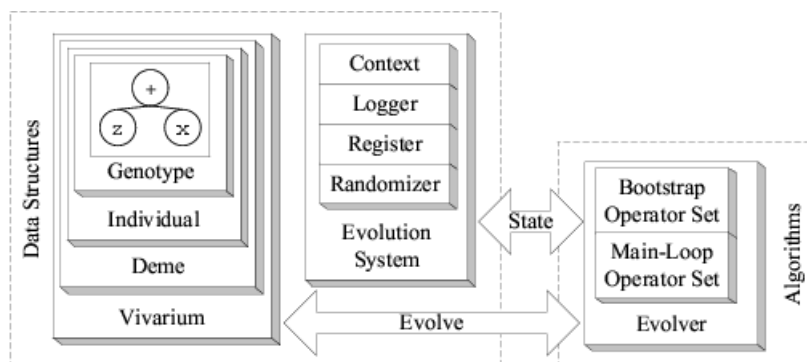 Data Structures
+
z
x
Genotype
Individual
Deme
Vivarium
Context
Logger
Register
Randomizer
Evolution
System
State
Evolve
Bootstrap
Operator Set
Main-Loop
Operator Set
Evolver
Algorithms